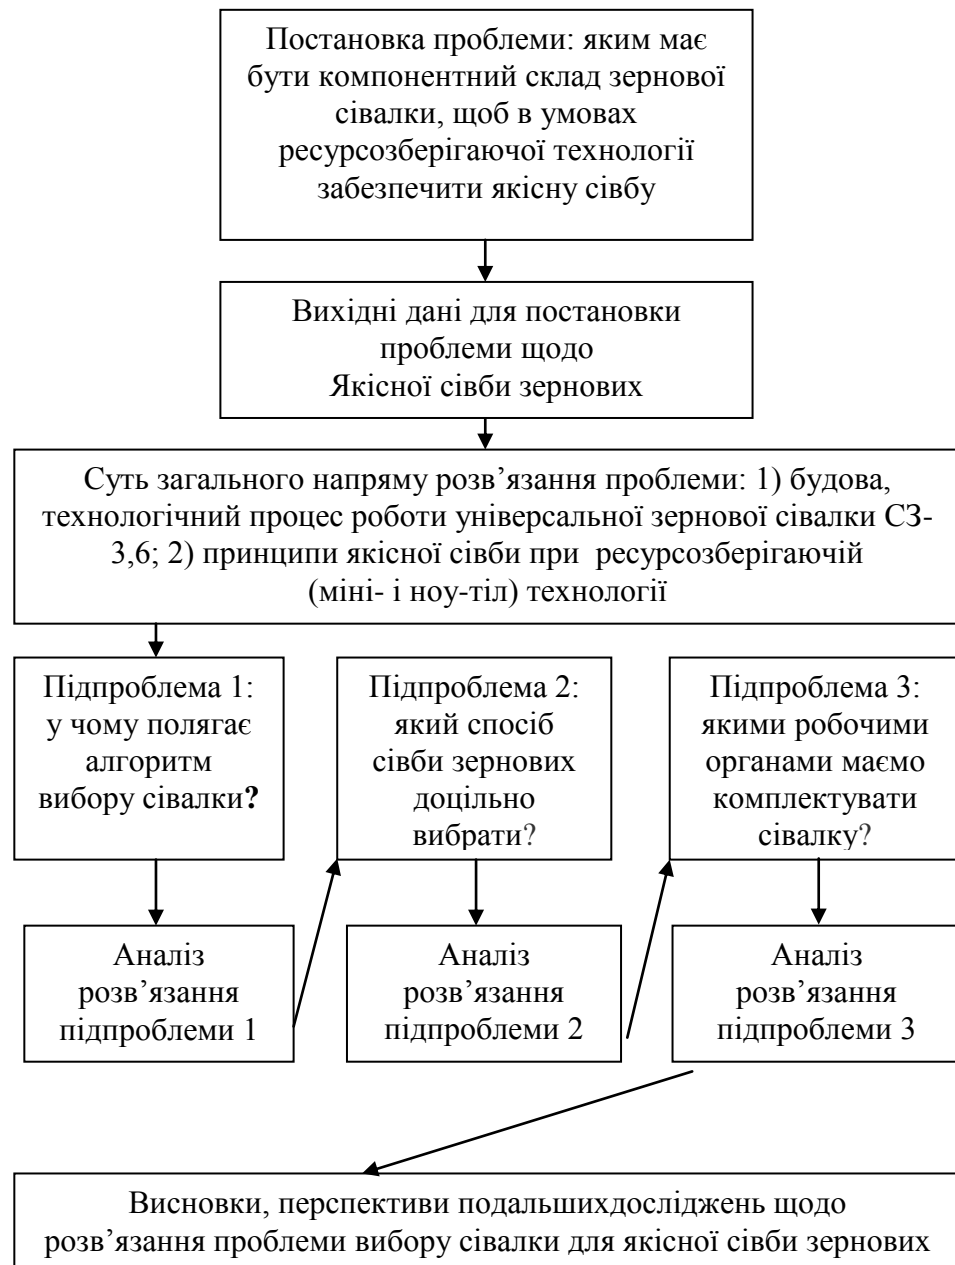 Постановка проблеми: яким має
бути компонентний склад зернової
сівалки, щоб в умовах
ресурсозберігаючої технології
забезпечити якісну сівбу
Вихідні дані для постановки
проблеми щодо
Якісної сівби зернових
Суть загального напряму розв’язання проблеми: 1) будова,
технологічний процес роботи універсальної зернової сівалки СЗ-
3,6; 2) принципи якісної сівби при ресурсозберігаючій
(міні- і ноу-тіл) технології
Підпроблема 1:
у чому полягає
алгоритм
вибору сівалки?
Підпроблема 2:
який спосіб
сівби зернових
доцільно
вибрати?
Підпроблема 3:
якими робочими
органами маємо
комплектувати
сівалку?
Аналіз
розв’язання
підпроблеми 1
Аналіз
розв’язання
підпроблеми 2
Аналіз
розв’язання
підпроблеми 3
Висновки, перспективи подальшихдосліджень щодо
розв’язання проблеми вибору сівалки для якісної сівби зернових